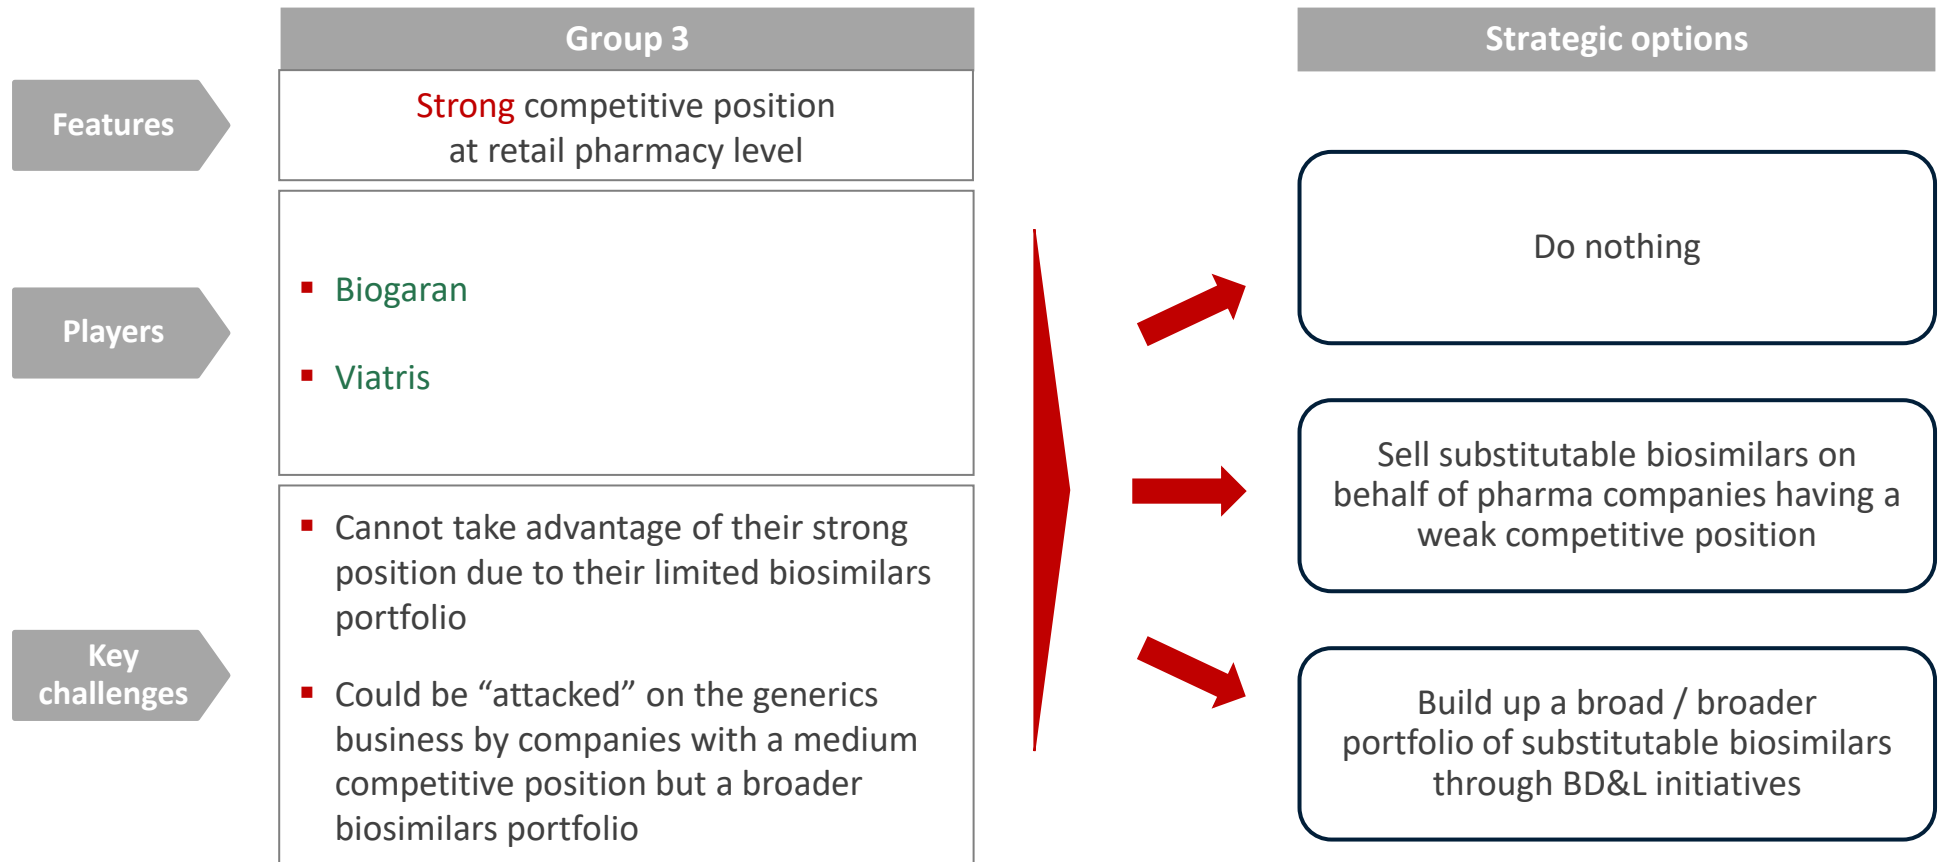 Group 3
Strategic options
Features
Strong competitive position
at retail pharmacy level
Players
▪ Biogaran
▪ Viatris
Key
challenges
▪ Cannot take advantage of their strong
position due to their limited biosimilars
portfolio
▪ Could be “attacked” on the generics
business by companies with a medium
competitive position but a broader
biosimilars portfolio
Do nothing
Sell substitutable biosimilars on
behalf of pharma companies having a
weak competitive position
Build up a broad / broader
portfolio of substitutable biosimilars
through BD&L initiatives